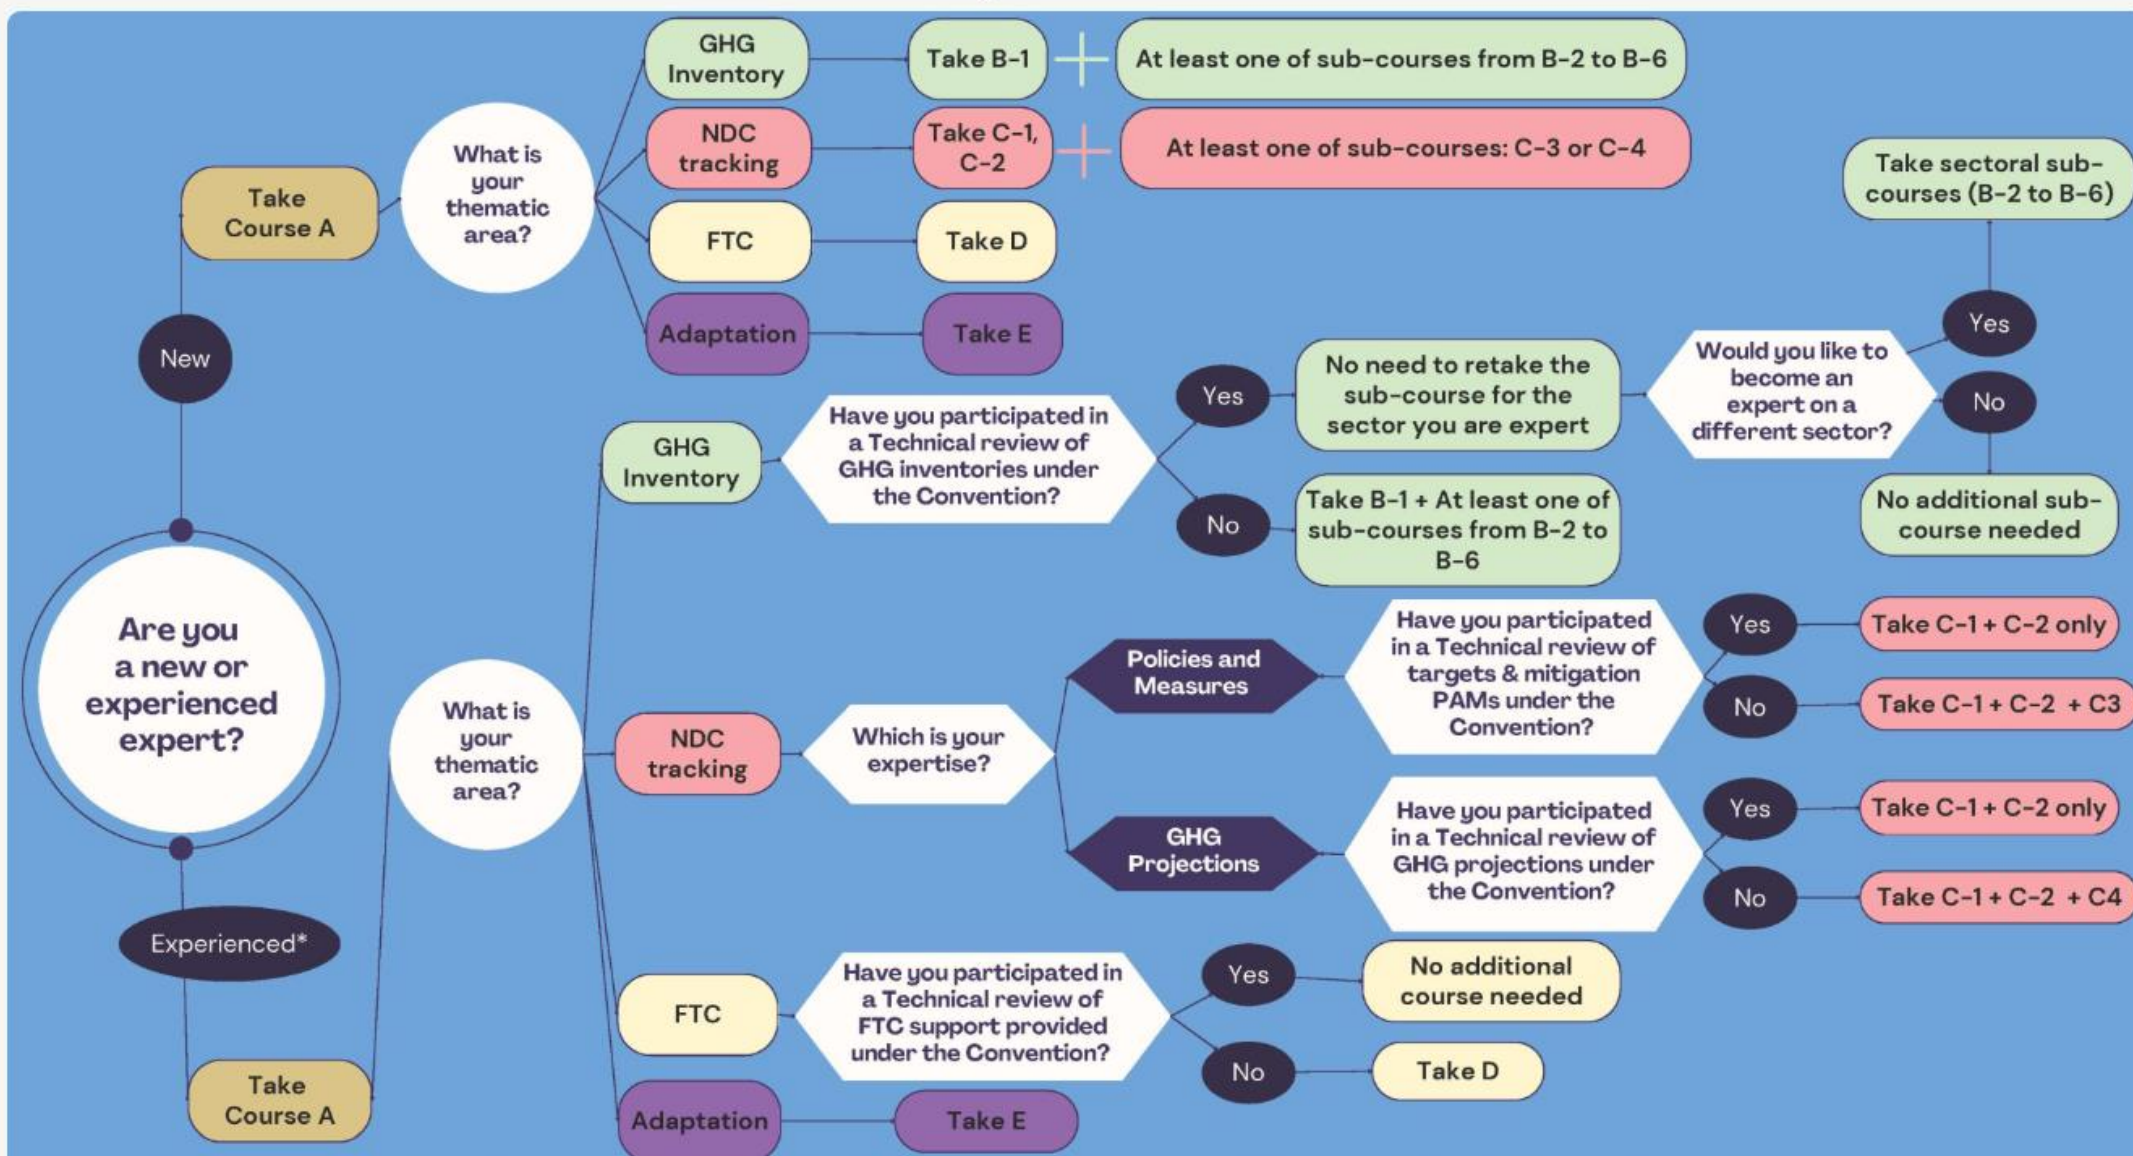 GHG
Inventory
Take B-1
At least one of sub-courses from B-2 to B-6
NDC
tracking
Take C-1,
C-2
At least one of sub-courses: C-3 or C-4
What is
your
thematic
area?
Take
Course A
FTC
Take D
Adaptation
Take E
New
Take sectoral sub-
courses (B-2 to B-6)
Yes
Would you like to
become an
expert on a
different sector?
No
No additional sub-
course needed
GHG
Inventory
Have you participated in
a Technical review of
GHG inventories under
the Convention?
Yes
No need to retake the
sub-course for the
sector you are expert
No
Take B-1 + At least one of
sub-courses from B-2 to
B-6
Are you
a new or
experienced
expert?
Experienced*
Take
Course A
What is
your
thematic
area?
NDC
tracking
Which is your
expertise?
Policies and
Measures
Have you participated
in a Technical review of
targets & mitigation
PAMs under the
Convention?
Yes
Take C-1 + C-2 only
No
Take C-1 + C-2 + C3
GHG
Projections
Have you participated
in a Technical review of
GHG projections under
the Convention?
Yes
Take C-1 + C-2 only
No
Take C-1 + C-2 + C4
FTC
Have you participated in
a Technical review of
FTC support provided
under the Convention?
Yes
No additional
course needed
No
Take D
Adaptation
Take E